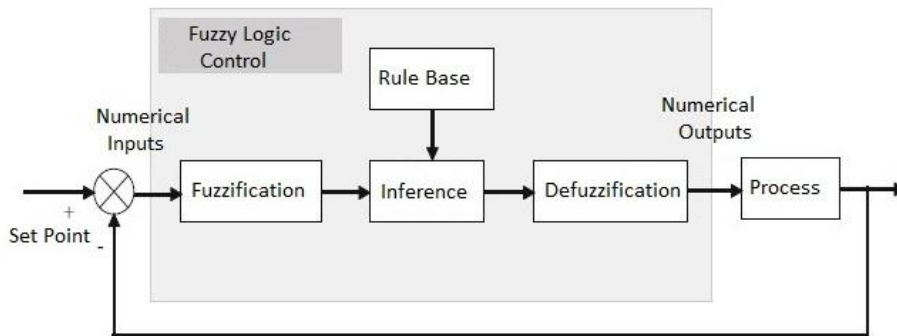 Fuzzy Logic
Control
Rule Base
Numerical
Inputs
Numerical
Outputs
Fuzzification
Inference
Defuzzification
Process
+
Set Point
-